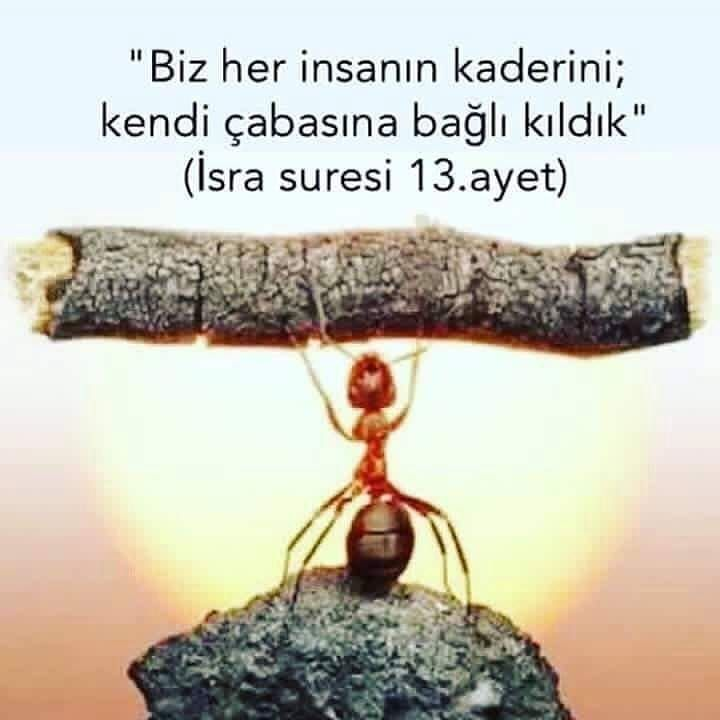 "Biz her insanın kaderini;
kendi çabasına bağlı kıldık"
(İsra suresi 13.ayet)